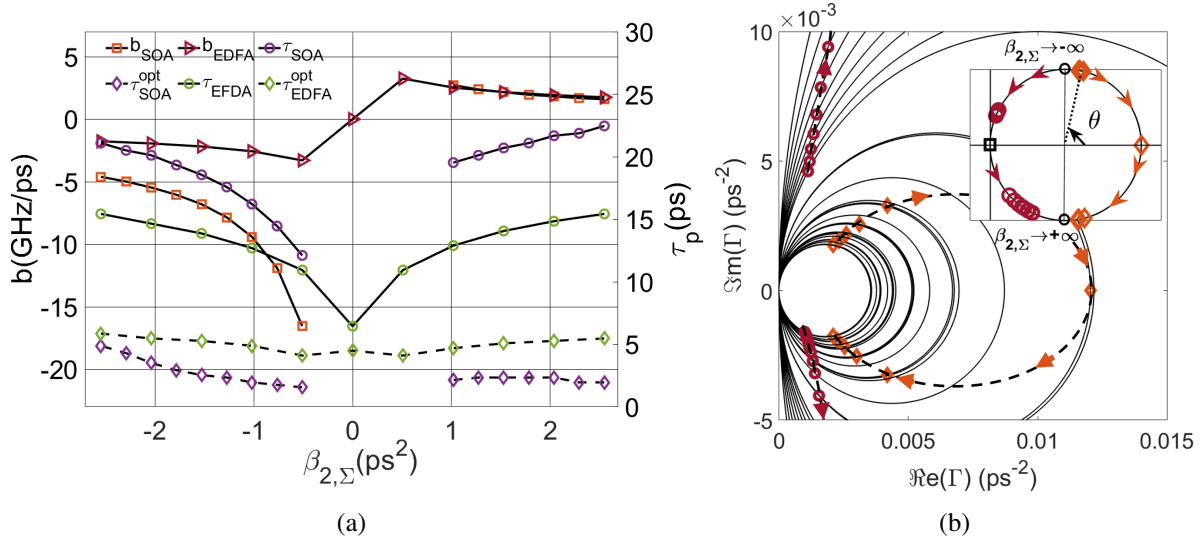 b_SOA b_EDFA τ_SOA
τ^opt_SOA τ_EFDA τ^opt_EDFA
5
0
-5
-10
-15
-20
b(GHz/ps)
30
25
20
15
10
5
0
τ_p(ps)
-2 -1 0 1 2
β_2,Σ(ps²)
(a)
×10⁻³
10
5
0
-5
ℑm(Γ) (ps⁻²)
β_2,Σ→-∞
θ
β_2,Σ→+∞
0 0.005 0.01 0.015
ℜe(Γ) (ps⁻²)
(b)